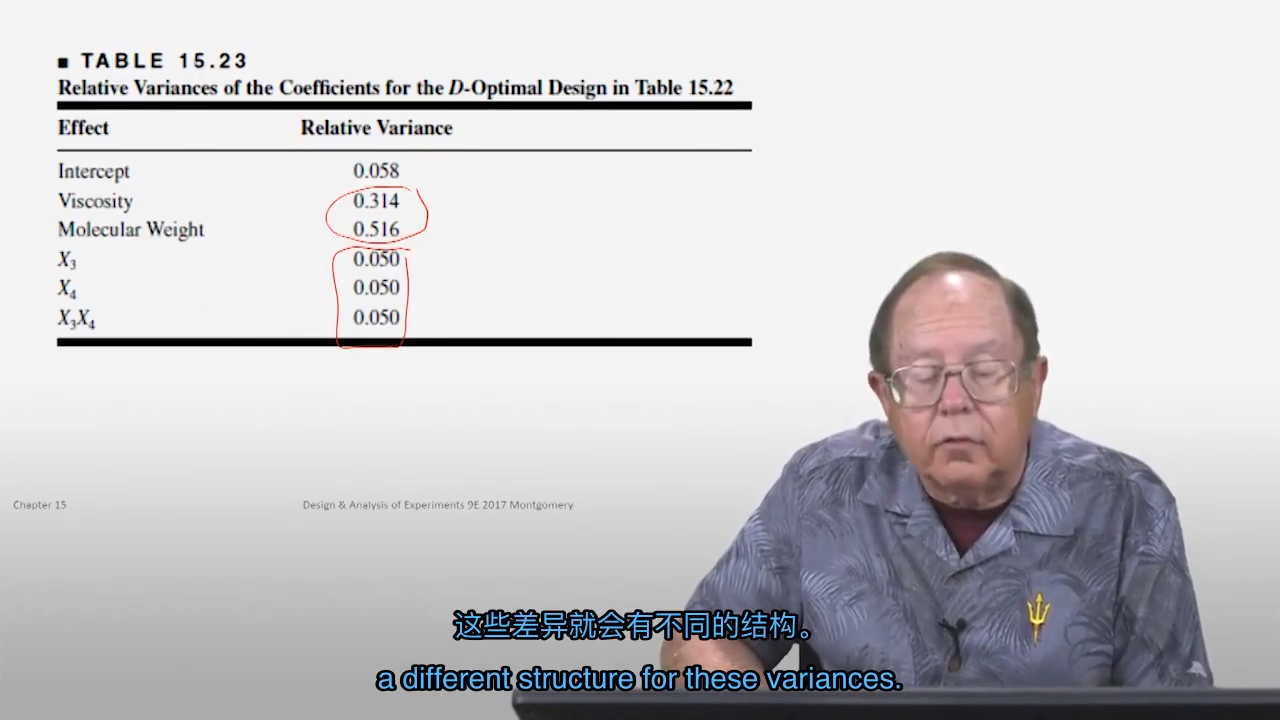 ■ TABLE 15.23
Relative Variances of the Coefficients for the D-Optimal Design in Table 15.22
Effect Relative Variance
Intercept 0.058
Viscosity 0.314
Molecular Weight 0.516
X₃ 0.050
X₄ 0.050
X₃X₄ 0.050
Chapter 15 Design & Analysis of Experiments 9E 2017 Montgomery
这些差异就会有不同的结构。
a different structure for these variances.